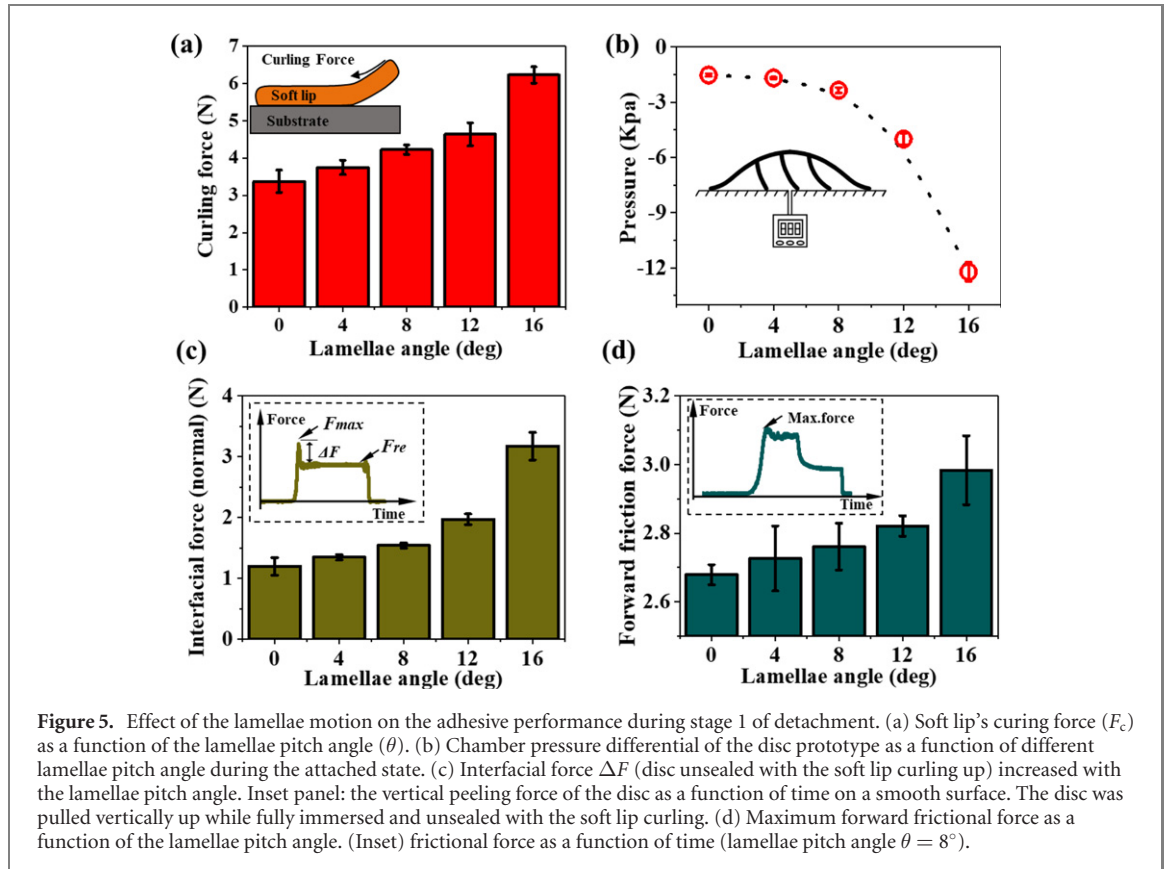 (a)
7
6
5
4
3
2
1
0
Curling force (N)
Curling Force
Soft lip
Substrate
0 4 8 12 16
Lamellae angle (deg)
(b)
0
-3
-6
-9
-12
Pressure (Kpa)
0 4 8 12 16
Lamellae angle (deg)
(c)
4
3
2
1
0
Interfacial force (normal) (N)
Force
Fmax
ΔF
Fre
Time
0 4 8 12 16
Lamellae angle (deg)
(d)
3.2
3.0
2.8
2.6
Forward friction force (N)
Force
Max.force
Time
0 4 8 12 16
Lamellae angle (deg)
Figure 5. Effect of the lamellae motion on the adhesive performance during stage 1 of detachment. (a) Soft lip's curing force (Fc)
as a function of the lamellae pitch angle (θ). (b) Chamber pressure differential of the disc prototype as a function of different
lamellae pitch angle during the attached state. (c) Interfacial force ΔF (disc unsealed with the soft lip curling up) increased with
the lamellae pitch angle. Inset panel: the vertical peeling force of the disc as a function of time on a smooth surface. The disc was
pulled vertically up while fully immersed and unsealed with the soft lip curling. (d) Maximum forward frictional force as a
function of the lamellae pitch angle. (Inset) frictional force as a function of time (lamellae pitch angle θ = 8°).